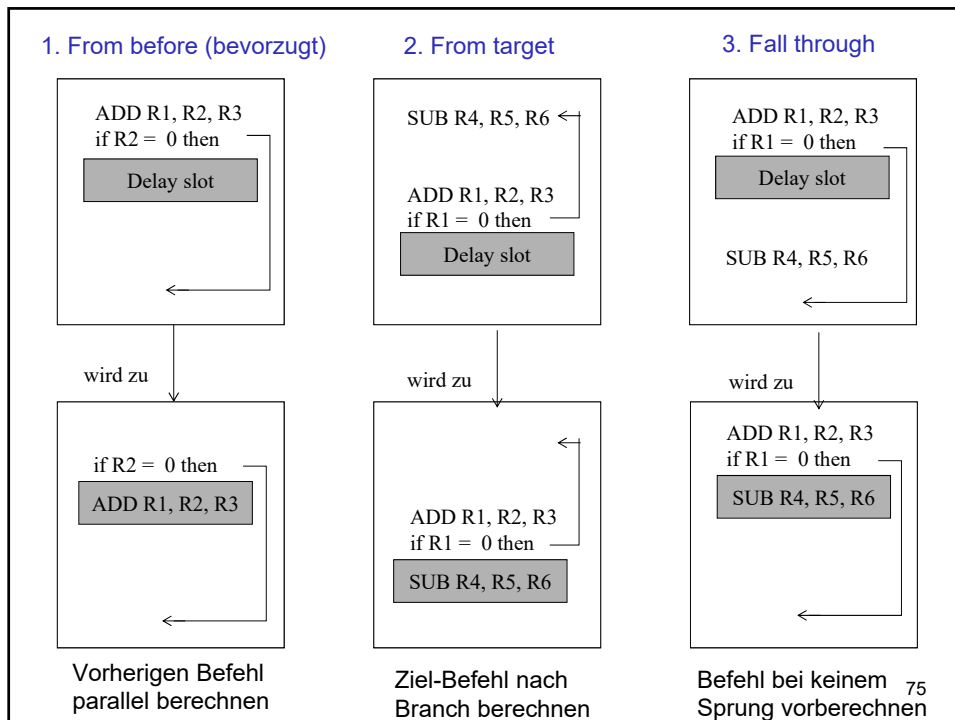 1. From before (bevorzugt)
ADD R1, R2, R3
if R2 = 0 then
Delay slot
wird zu
if R2 = 0 then
ADD R1, R2, R3
Vorherigen Befehl
parallel berechnen
2. From target
SUB R4, R5, R6
ADD R1, R2, R3
if R1 = 0 then
Delay slot
wird zu
ADD R1, R2, R3
if R1 = 0 then
SUB R4, R5, R6
Ziel-Befehl nach
Branch berechnen
3. Fall through
ADD R1, R2, R3
if R1 = 0 then
Delay slot
SUB R4, R5, R6
wird zu
ADD R1, R2, R3
if R1 = 0 then
SUB R4, R5, R6
Befehl bei keinem
Sprung vorberechnen
75